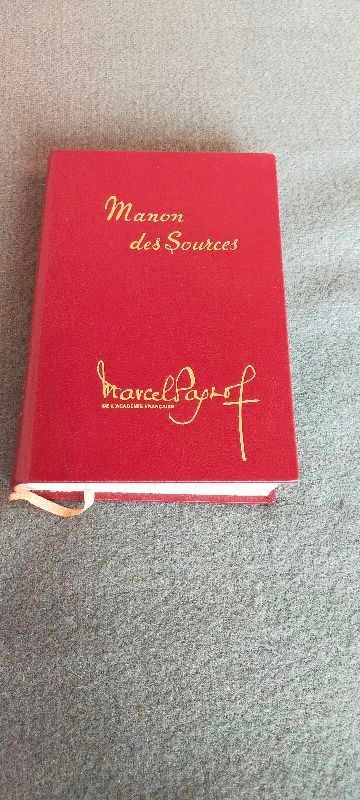 Manon
des Sources
Marcel Pagnol
DE L'ACADÉMIE FRANÇAISE